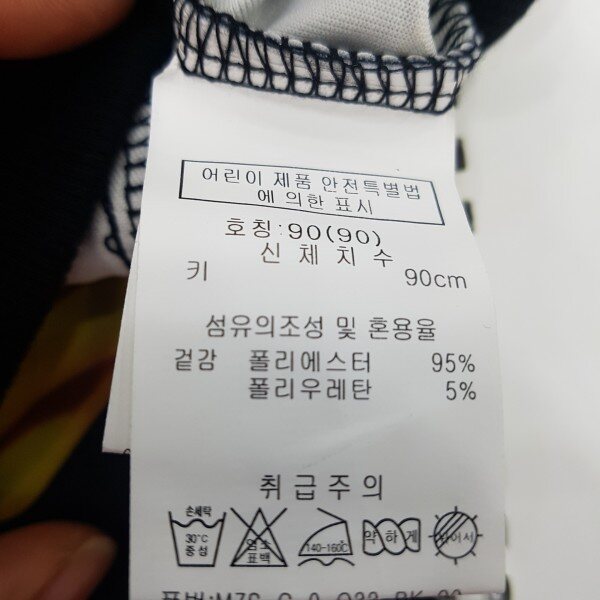 어린이 제품 안전특별법
에 의한 표시
호칭:90(90)
신체치수
키 90cm
섬유의조성 및 혼용율
겉감 폴리에스터 95%
폴리우레탄 5%
취급주의
손세탁
30℃
중성
염소
표백
140-160℃
약하게
뉘어서